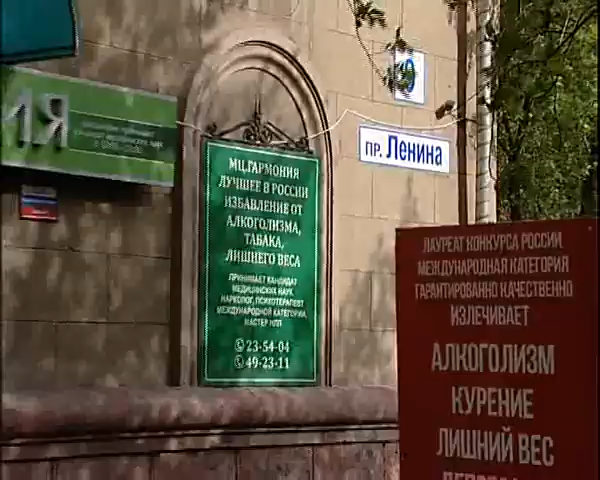 ИЯ
9
пр. Ленина
МЦ.ГАРМОНИЯ
ЛУЧШЕЕ В РОССИИ
ИЗБАВЛЕНИЕ ОТ
АЛКОГОЛИЗМА,
ТАБАКА,
ЛИШНЕГО ВЕСА
ПРИНИМАЕТ КАНДИДАТ
МЕДИЦИНСКИХ НАУК,
НАРКОЛОГ, ПСИХОТЕРАПЕВТ
МЕЖДУНАРОДНОЙ КАТЕГОРИИ,
МАСТЕР НЛП
23-54-04
49-23-11
ЛАУРЕАТ КОНКУРСА РОССИИ
МЕЖДУНАРОДНАЯ КАТЕГОРИЯ
ГАРАНТИРОВАННО КАЧЕСТВЕННО
ИЗЛЕЧИВАЕТ
АЛКОГОЛИЗМ
КУРЕНИЕ
ЛИШНИЙ ВЕС